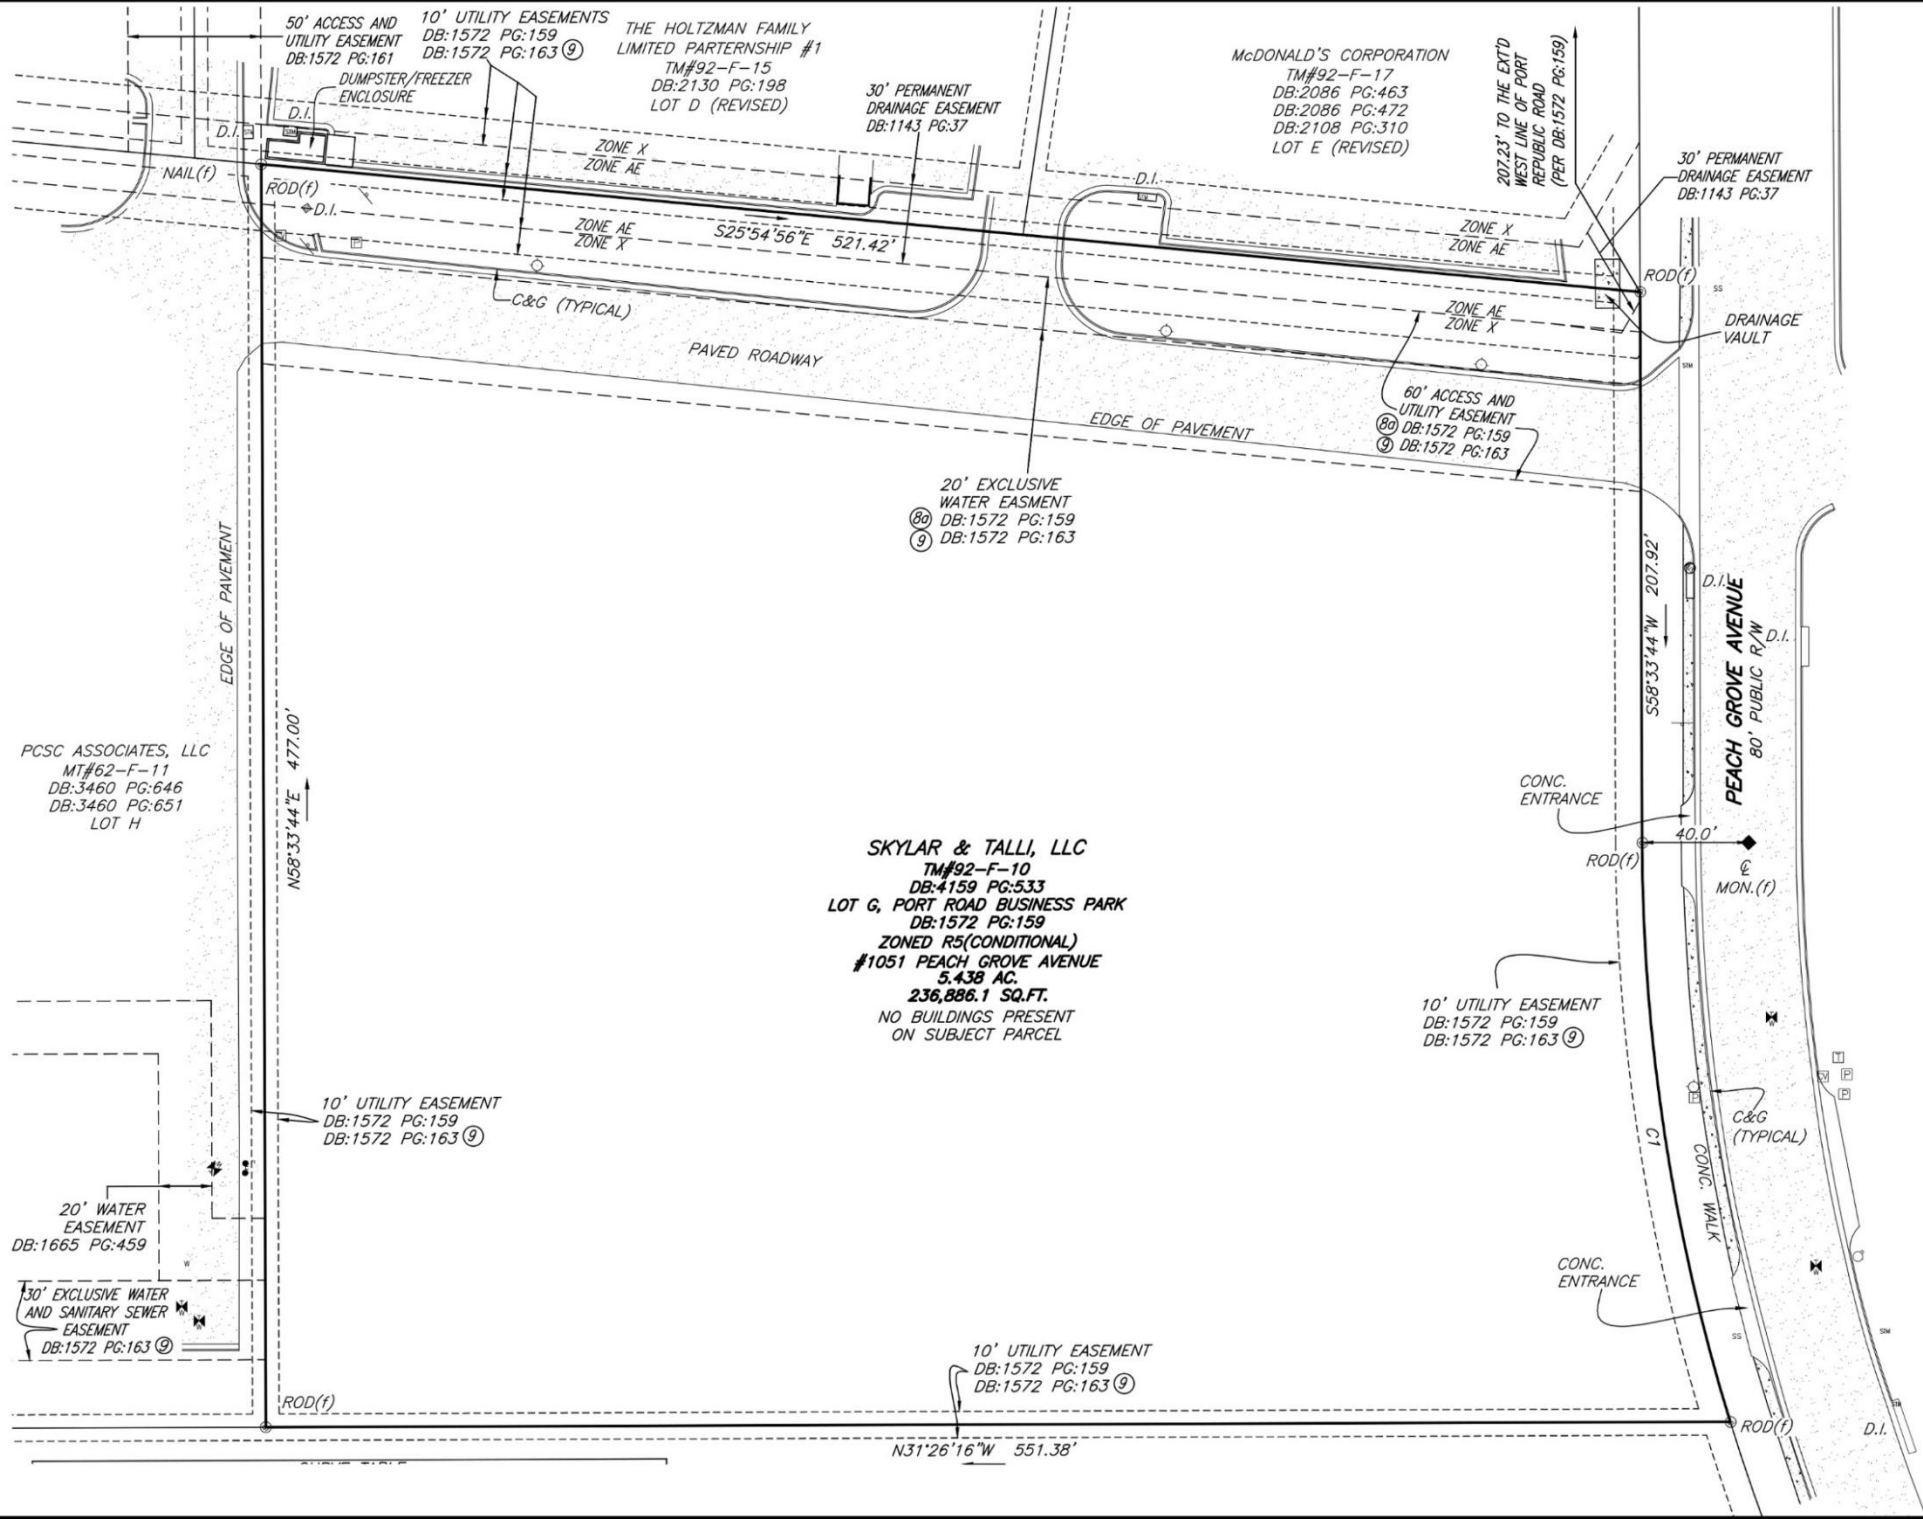 50' ACCESS AND
UTILITY EASEMENT
DB:1572 PG:161
10' UTILITY EASEMENTS
DB:1572 PG:159
DB:1572 PG:163 9
THE HOLTZMAN FAMILY
LIMITED PARTERNSHIP #1
TM#92-F-15
DB:2130 PG:198
LOT D (REVISED)
DUMPSTER/FREEZER
ENCLOSURE
30' PERMANENT
DRAINAGE EASEMENT
DB:1143 PG:37
McDONALD'S CORPORATION
TM#92-F-17
DB:2086 PG:463
DB:2086 PG:472
DB:2108 PG:310
LOT E (REVISED)
207.23' TO THE EXT'D
WEST LINE OF PORT
REPUBLIC ROAD
(PER DB:1572 PG:159)
30' PERMANENT
DRAINAGE EASEMENT
DB:1143 PG:37
D.I.
D.I.
NAIL(f)
ROD(f)
D.I.
ZONE X
ZONE AE
ZONE AE
ZONE X
S25°54'56"E 521.42'
D.I.
ZONE X
ZONE AE
ROD(f)
SS
ZONE AE
ZONE X
DRAINAGE
VAULT
STM
C&G (TYPICAL)
PAVED ROADWAY
EDGE OF PAVEMENT
60' ACCESS AND
UTILITY EASEMENT
8a DB:1572 PG:159
9 DB:1572 PG:163
20' EXCLUSIVE
WATER EASMENT
8a DB:1572 PG:159
9 DB:1572 PG:163
EDGE OF PAVEMENT
S58°33'44"W 207.92'
D.I.
D.I.
PEACH GROVE AVENUE
80' PUBLIC R/W
N58°33'44"E 477.00'
PCSC ASSOCIATES, LLC
MT#62-F-11
DB:3460 PG:646
DB:3460 PG:651
LOT H
CONC.
ENTRANCE
40.0'
ROD(f)
CL
MON.(f)
SKYLAR & TALLI, LLC
TM#92-F-10
DB:4159 PG:533
LOT G, PORT ROAD BUSINESS PARK
DB:1572 PG:159
ZONED R5(CONDITIONAL)
#1051 PEACH GROVE AVENUE
5.438 AC.
236,886.1 SQ.FT.
NO BUILDINGS PRESENT
ON SUBJECT PARCEL
10' UTILITY EASEMENT
DB:1572 PG:159
DB:1572 PG:163 9
T
P
P
P
C&G
(TYPICAL)
C1
CONC. WALK
10' UTILITY EASEMENT
DB:1572 PG:159
DB:1572 PG:163 9
20' WATER
EASEMENT
DB:1665 PG:459
W
30' EXCLUSIVE WATER
AND SANITARY SEWER
EASEMENT
DB:1572 PG:163 9
CONC.
ENTRANCE
SS
STM
10' UTILITY EASEMENT
DB:1572 PG:159
DB:1572 PG:163 9
ROD(f)
ROD(f)
D.I.
N31°26'16"W 551.38'